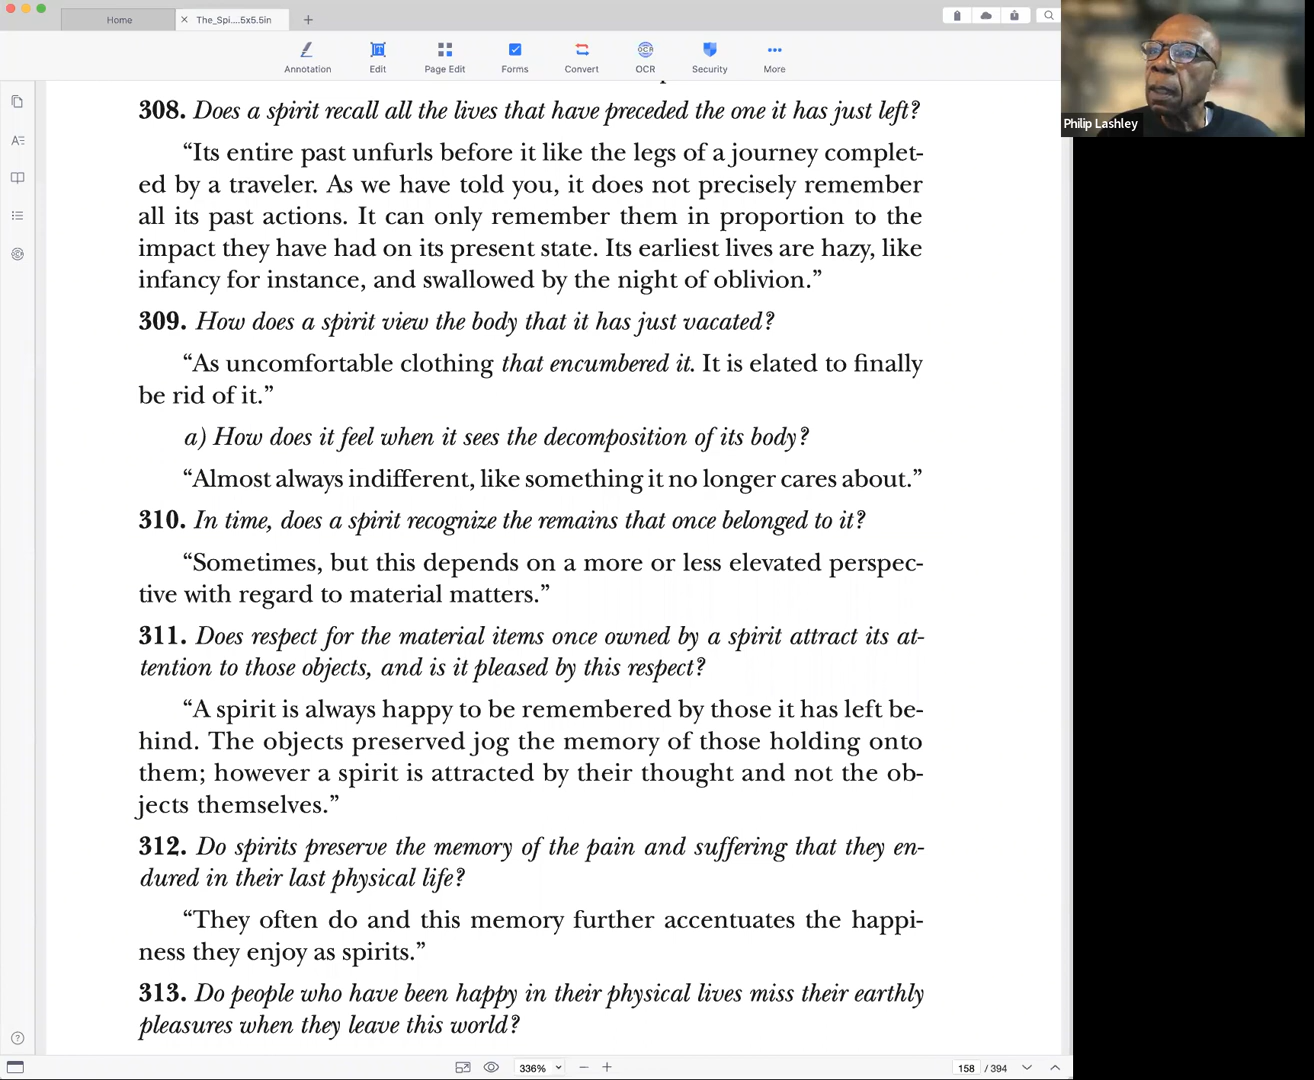 Home
The_Spi....5x5.5in
Annotation
Edit
Page Edit
Forms
Convert
OCR
OCR
Security
More
Philip Lashley
308. Does a spirit recall all the lives that have preceded the one it has just left?
“Its entire past unfurls before it like the legs of a journey complet-
ed by a traveler. As we have told you, it does not precisely remember
all its past actions. It can only remember them in proportion to the
impact they have had on its present state. Its earliest lives are hazy, like
infancy for instance, and swallowed by the night of oblivion.”
309. How does a spirit view the body that it has just vacated?
“As uncomfortable clothing that encumbered it. It is elated to finally
be rid of it.”
a) How does it feel when it sees the decomposition of its body?
“Almost always indifferent, like something it no longer cares about.”
310. In time, does a spirit recognize the remains that once belonged to it?
“Sometimes, but this depends on a more or less elevated perspec-
tive with regard to material matters.”
311. Does respect for the material items once owned by a spirit attract its at-
tention to those objects, and is it pleased by this respect?
“A spirit is always happy to be remembered by those it has left be-
hind. The objects preserved jog the memory of those holding onto
them; however a spirit is attracted by their thought and not the ob-
jects themselves.”
312. Do spirits preserve the memory of the pain and suffering that they en-
dured in their last physical life?
“They often do and this memory further accentuates the happi-
ness they enjoy as spirits.”
313. Do people who have been happy in their physical lives miss their earthly
pleasures when they leave this world?
336%
158 / 394